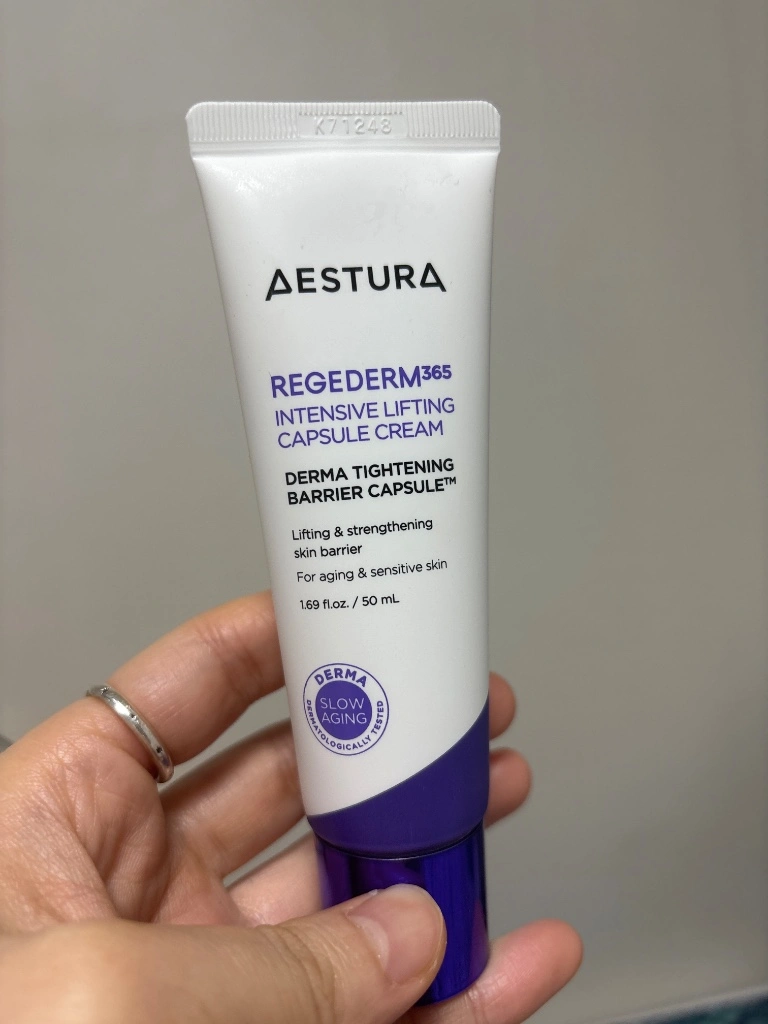 K71248
AESTURA
REGEDERM365
INTENSIVE LIFTING
CAPSULE CREAM
DERMA TIGHTENING
BARRIER CAPSULE™
Lifting & strengthening
skin barrier
For aging & sensitive skin
1.69 fl.oz. / 50 mL
DERMA
SLOW
AGING
DERMATOLOGICALLY TESTED